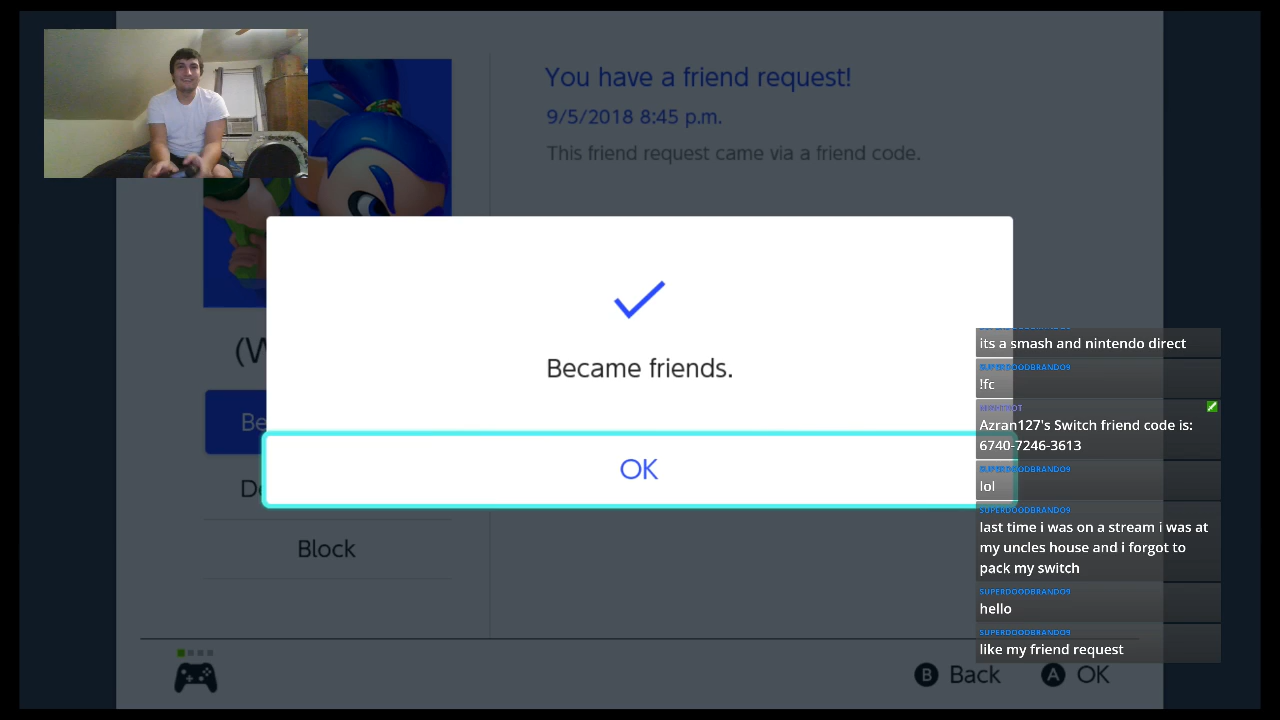 You have a friend request!
9/5/2018 8:45 p.m.
This friend request came via a friend code.
Became friends.
OK
Block
B Back A OK
its a smash and nintendo direct
SUPERDOODBRANDO9
!fc
Azran127's Switch friend code is:
6740-7246-3613
SUPERDOODBRANDO9
lol
SUPERDOODBRANDO9
last time i was on a stream i was at
my uncles house and i forgot to
pack my switch
SUPERDOODBRANDO9
hello
SUPERDOODBRANDO9
like my friend request